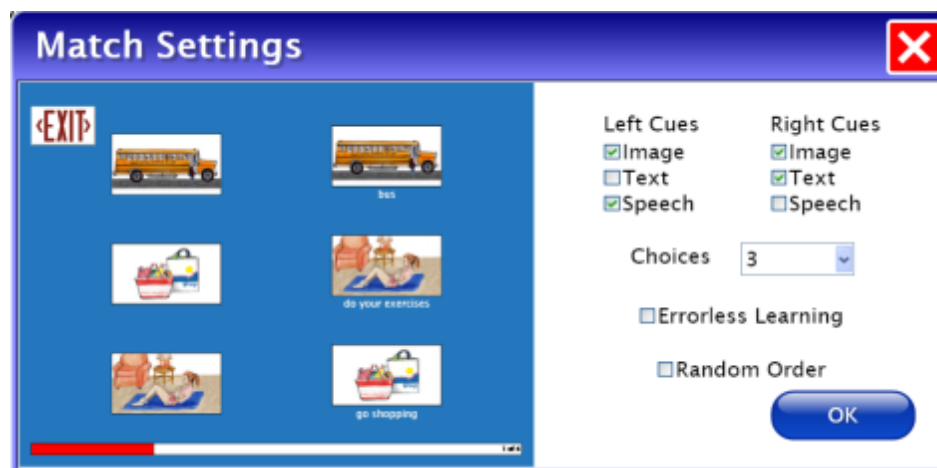 Match Settings
<EXIT>
bus
do your exercises
go shopping
Left Cues
Image
Text
Speech
Right Cues
Image
Text
Speech
Choices
3
Errorless Learning
Random Order
OK